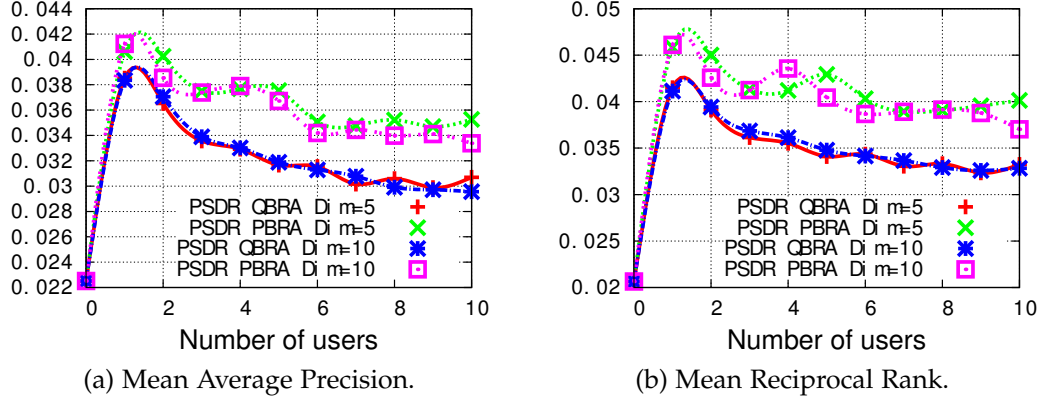 0.044
0.042
0.04
0.038
0.036
0.034
0.032
0.03
0.028
0.026
0.024
0.022
PSDR QBRA Dim=5
PSDR PBRA Dim=5
PSDR QBRA Dim=10
PSDR PBRA Dim=10
0 2 4 6 8 10
Number of users
(a) Mean Average Precision.
0.05
0.045
0.04
0.035
0.03
0.025
0.02
PSDR QBRA Dim=5
PSDR PBRA Dim=5
PSDR QBRA Dim=10
PSDR PBRA Dim=10
0 2 4 6 8 10
Number of users
(b) Mean Reciprocal Rank.